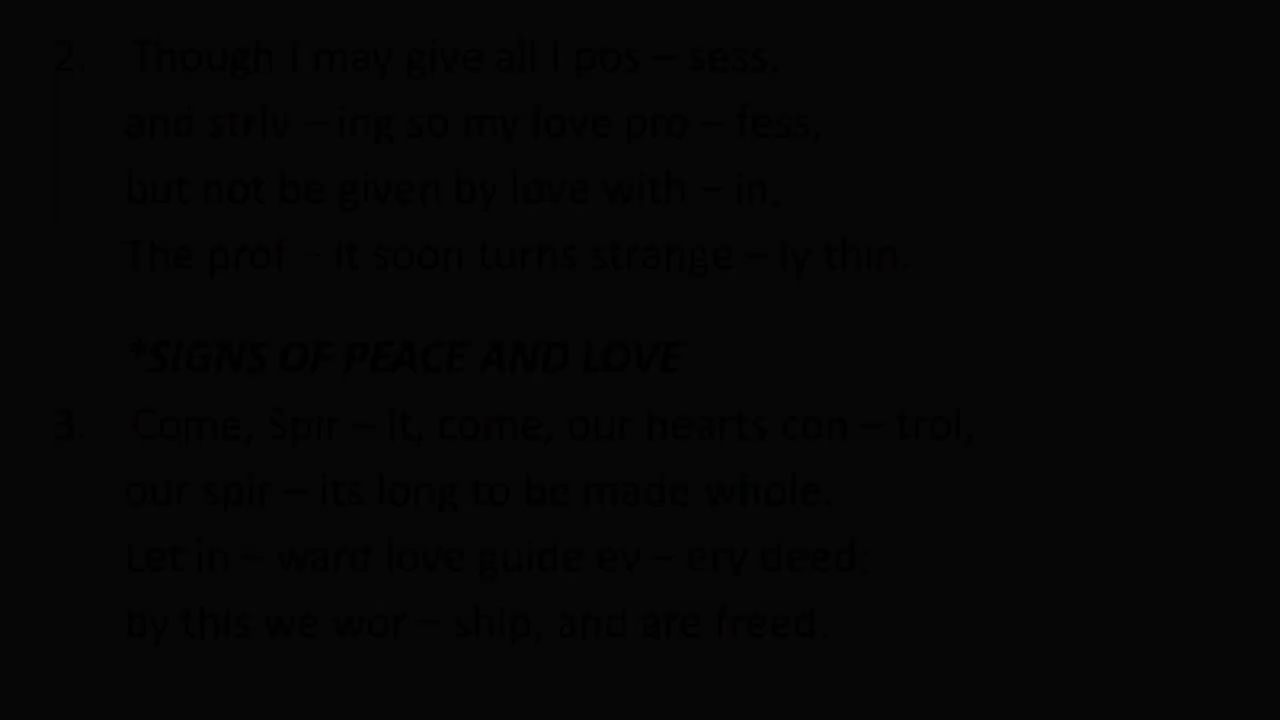 2. Though I may give all I pos – sess,
and striv – ing so my love pro – fess,
but not be given by love with – in,
The prof – it soon turns strange – ly thin.
*SIGNS OF PEACE AND LOVE
3. Come, Spir – it, come, our hearts con – trol,
our spir – its long to be made whole.
Let in – ward love guide ev – ery deed;
by this we wor – ship, and are freed.